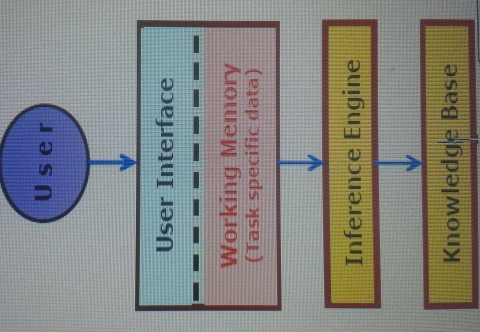 User
User Interface
Working Memory
(Task specific data)
Inference Engine
Knowledge Base